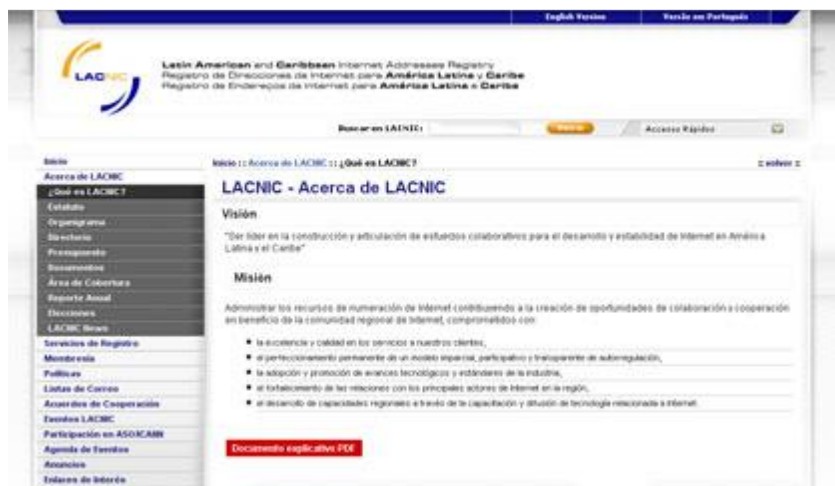 English Version
Versão em Português
LACNIC
Latin American and Caribbean Internet Addresses Registry
Registro de Direcciones de Internet para América Latina y Caribe
Registro de Endereços da Internet para América Latina e Caribe
Buscar en LACNIC:
Acceso Rápido
Inicio
Inicio :: Acerca de LACNIC :: ¿Qué es LACNIC?
:: volver ::
Acerca de LACNIC
¿Qué es LACNIC?
Estatuto
Organigrama
Directorio
Presupuesto
Documentos
Área de Cobertura
Reporte Anual
Elecciones
LACNIC News
Servicios de Registro
Membresía
Políticas
Listas de Correo
Acuerdos de Cooperación
Eventos LACNIC
Participación en ASO/ICANN
Agenda de Eventos
Anuncios
Enlaces de Interés
LACNIC - Acerca de LACNIC
Visión
"Ser líder en la construcción y articulación de esfuerzos colaborativos para el desarrollo y estabilidad de Internet en América
Latina y el Caribe"
Misión
Administrar los recursos de numeración de Internet contribuyendo a la creación de oportunidades de colaboración y cooperación
en beneficio de la comunidad regional de Internet, comprometidos con:
la excelencia y calidad en los servicios a nuestros clientes,
el perfeccionamiento permanente de un modelo imparcial, participativo y transparente de autorregulación,
la adopción y promoción de avances tecnológicos y estándares de la industria,
el fortalecimiento de las relaciones con los principales actores de Internet en la región,
el desarrollo de capacidades regionales a través de la capacitación y difusión de tecnología relacionada a Internet.
Documento explicativo PDF